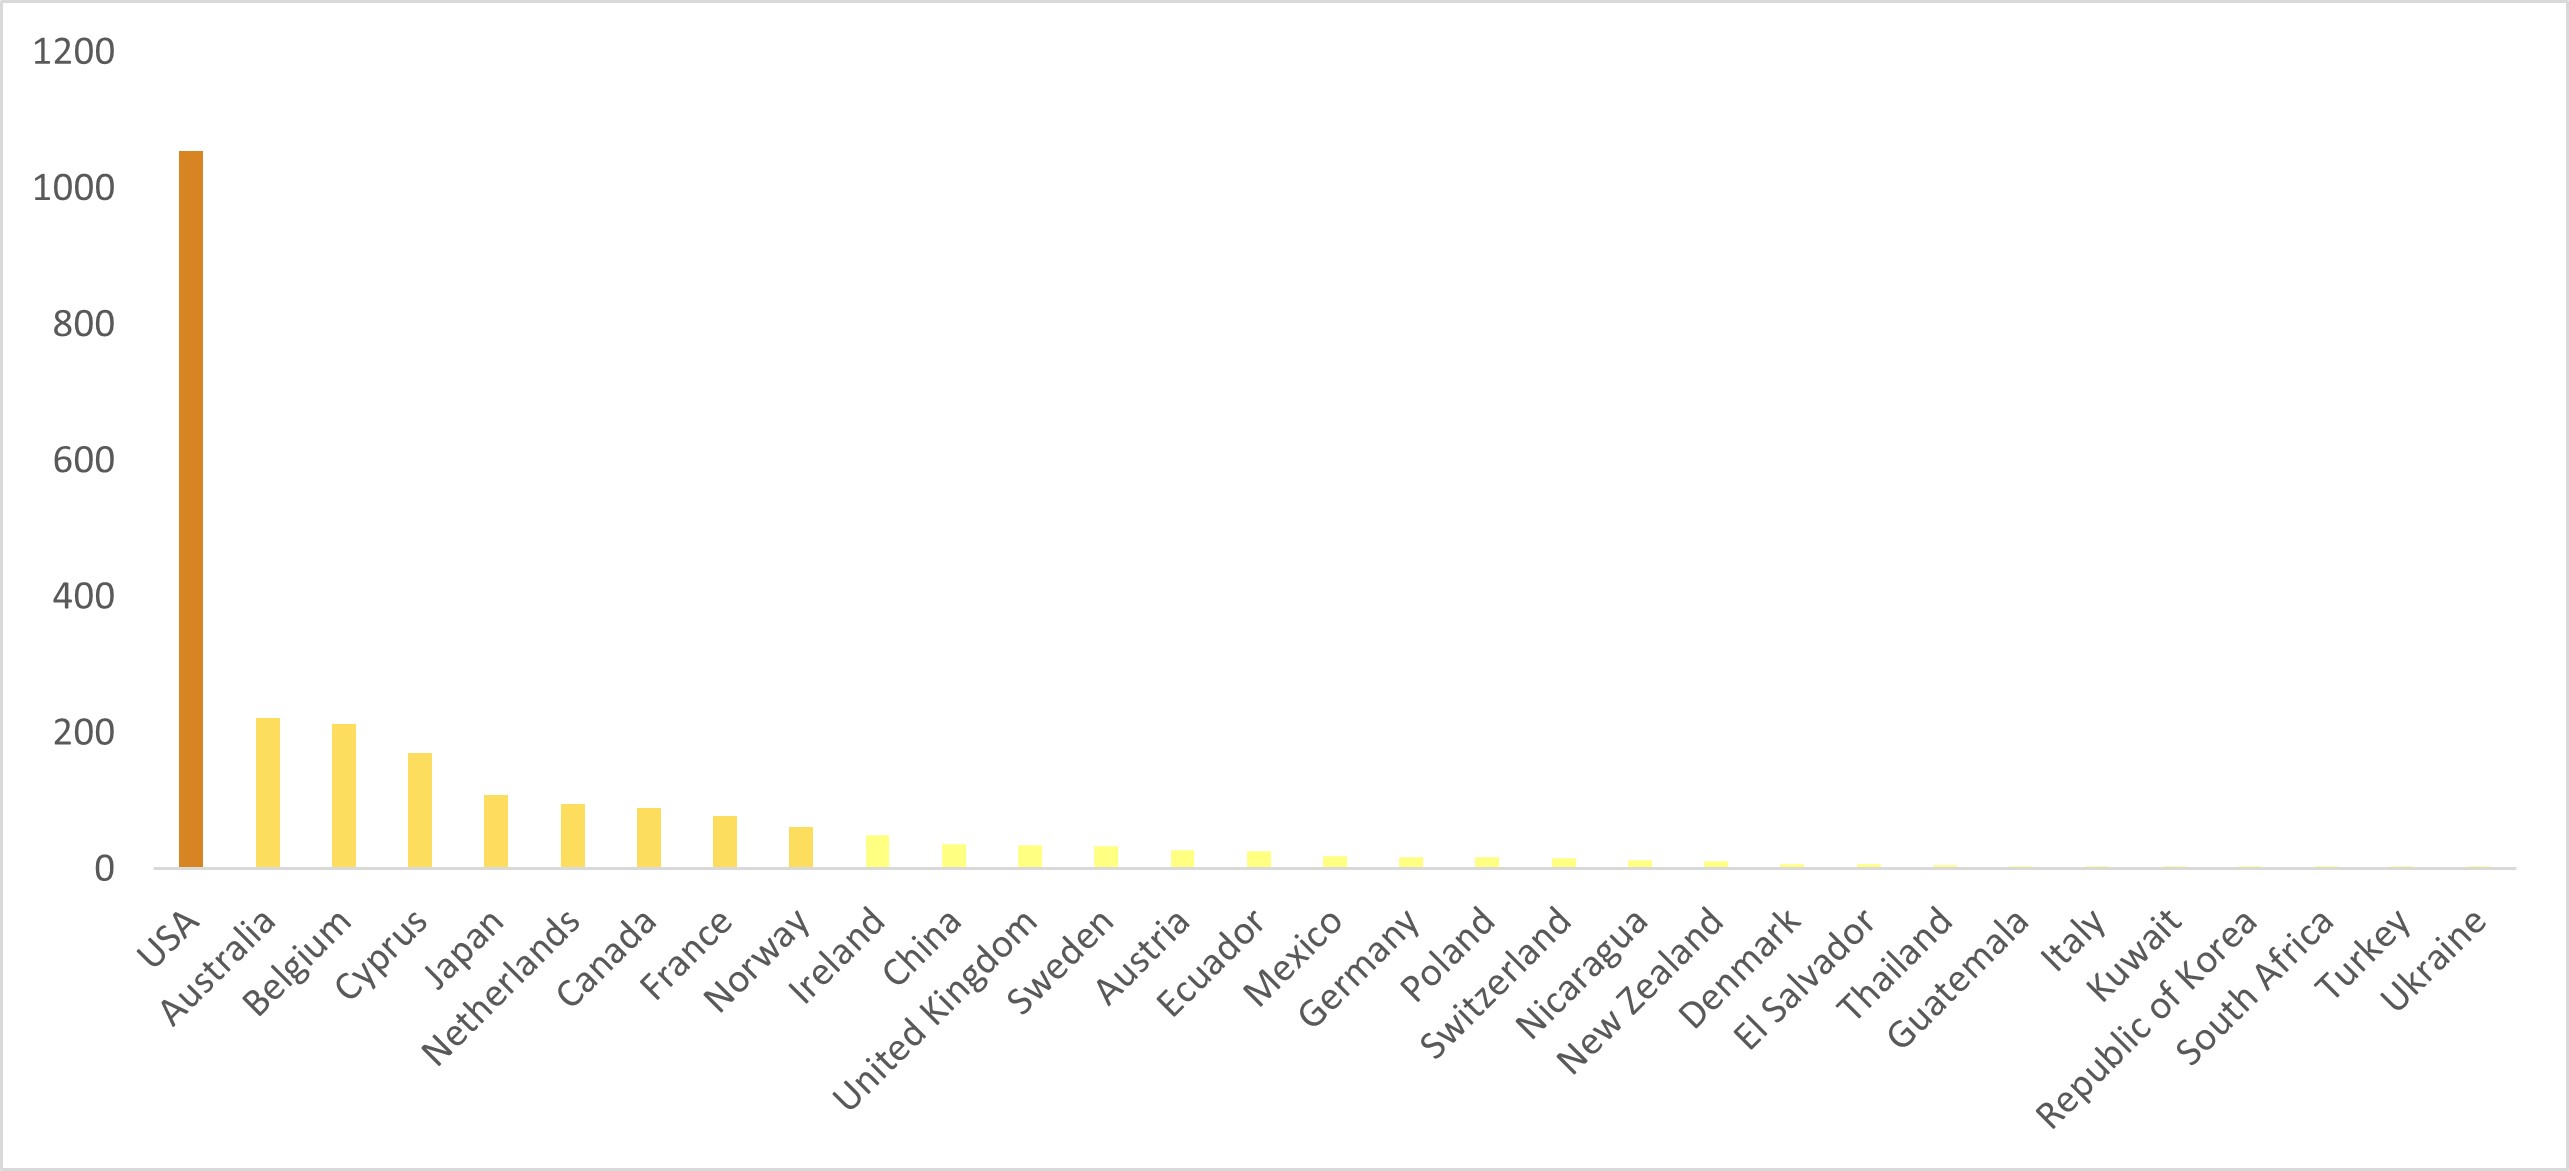 1200
1000
800
600
400
200
0
USA
Australia
Belgium
Cyprus
Japan
Netherlands
Canada
France
Norway
Ireland
China
United Kingdom
Sweden
Austria
Ecuador
Mexico
Germany
Poland
Switzerland
Nicaragua
New Zealand
Denmark
El Salvador
Thailand
Guatemala
Italy
Kuwait
Republic of Korea
South Africa
Turkey
Ukraine